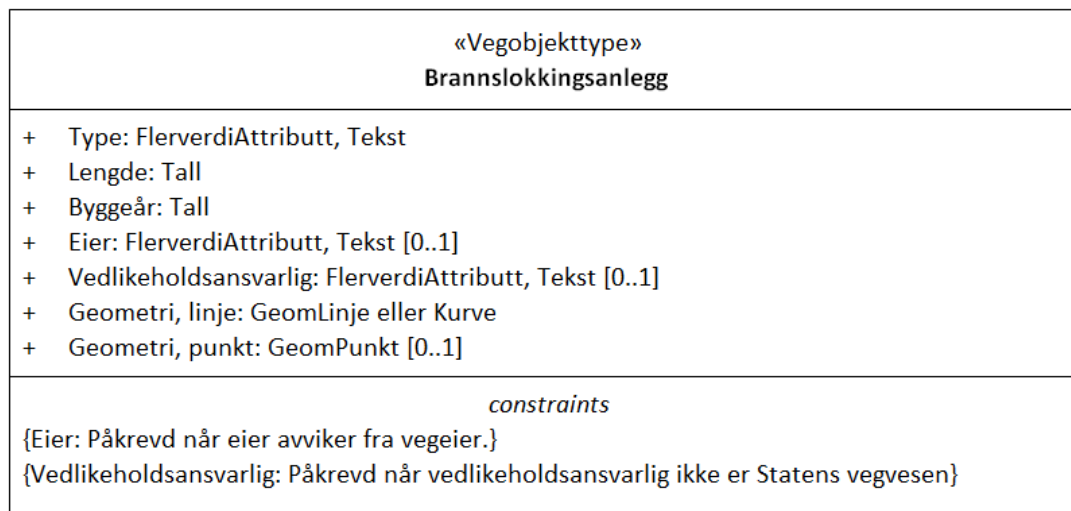 «Vegobjekttype»
Brannslokkingsanlegg
+ Type: FlerverdiAttributt, Tekst
+ Lengde: Tall
+ Byggeår: Tall
+ Eier: FlerverdiAttributt, Tekst [0..1]
+ Vedlikeholdsansvarlig: FlerverdiAttributt, Tekst [0..1]
+ Geometri, linje: GeomLinje eller Kurve
+ Geometri, punkt: GeomPunkt [0..1]
constraints
{Eier: Påkrevd når eier avviker fra vegeier.}
{Vedlikeholdsansvarlig: Påkrevd når vedlikeholdsansvarlig ikke er Statens vegvesen}